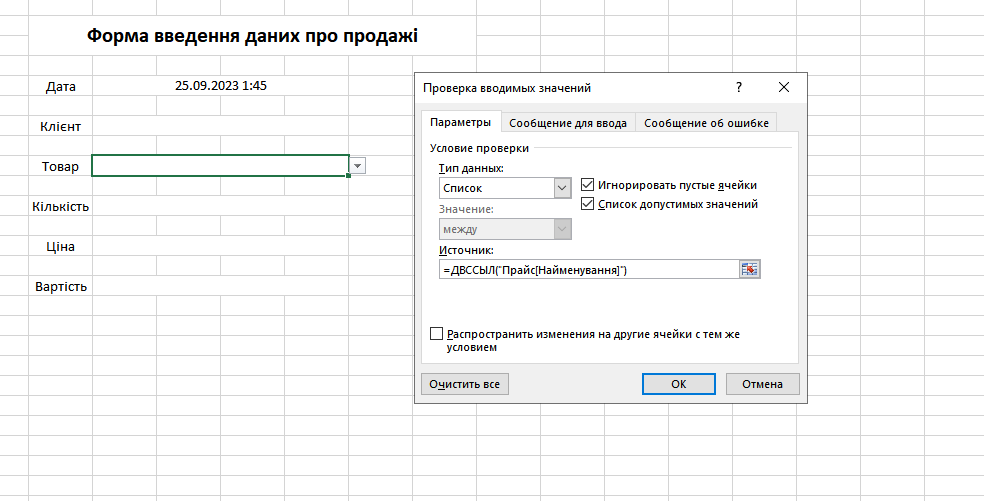 Форма введення даних про продажі
Дата 25.09.2023 1:45
Клієнт
Товар
Кількість
Ціна
Вартість
Проверка вводимых значений ? ×
Параметры Сообщение для ввода Сообщение об ошибке
Условие проверки
Тип данных:
Список Игнорировать пустые ячейки
Значение: Список допустимых значений
между
Источник:
=ДВССЫЛ("Прайс[Найменування]")
Распространить изменения на другие ячейки с тем же
условием
Очистить все ОК Отмена